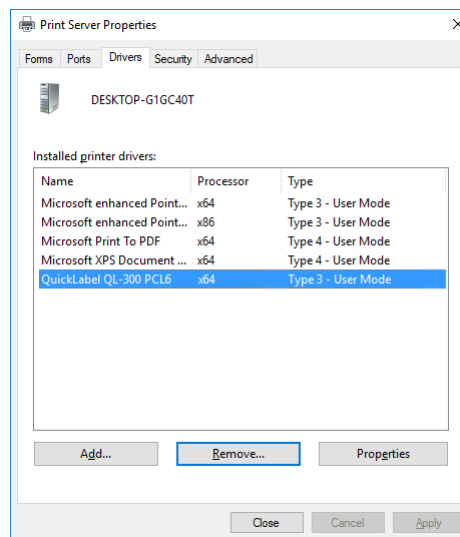 Print Server Properties
Forms Ports Drivers Security Advanced
DESKTOP-G1GC40T
Installed printer drivers:
Name Processor Type
Microsoft enhanced Point... x64 Type 3 - User Mode
Microsoft enhanced Point... x86 Type 3 - User Mode
Microsoft Print To PDF x64 Type 4 - User Mode
Microsoft XPS Document ... x64 Type 4 - User Mode
QuickLabel QL-300 PCL6 x64 Type 3 - User Mode
Add... Remove... Properties
Close Cancel Apply